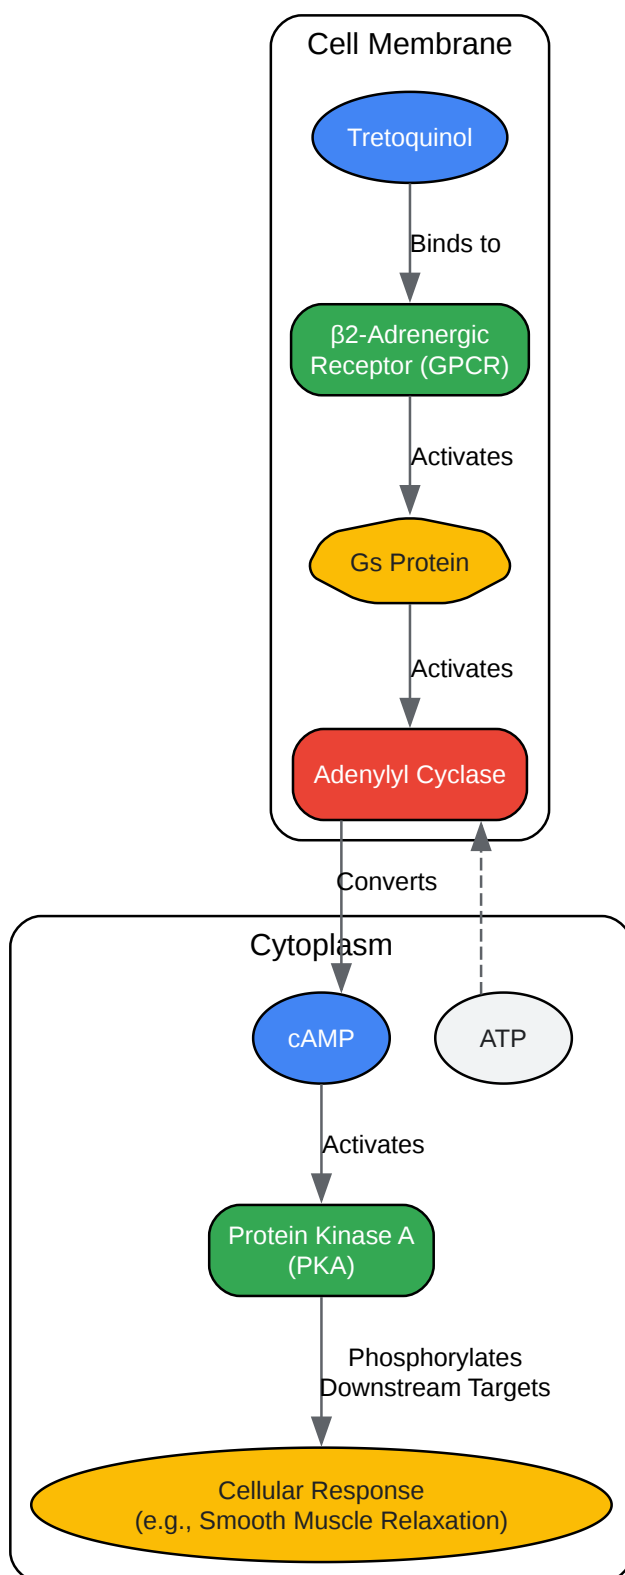 Cell Membrane
Tretoquinol
Binds to
β2-Adrenergic
Receptor (GPCR)
Activates
Gs Protein
Activates
Adenylyl Cyclase
Converts
Cytoplasm
cAMP
ATP
Activates
Protein Kinase A
(PKA)
Phosphorylates
Downstream Targets
Cellular Response
(e.g., Smooth Muscle Relaxation)